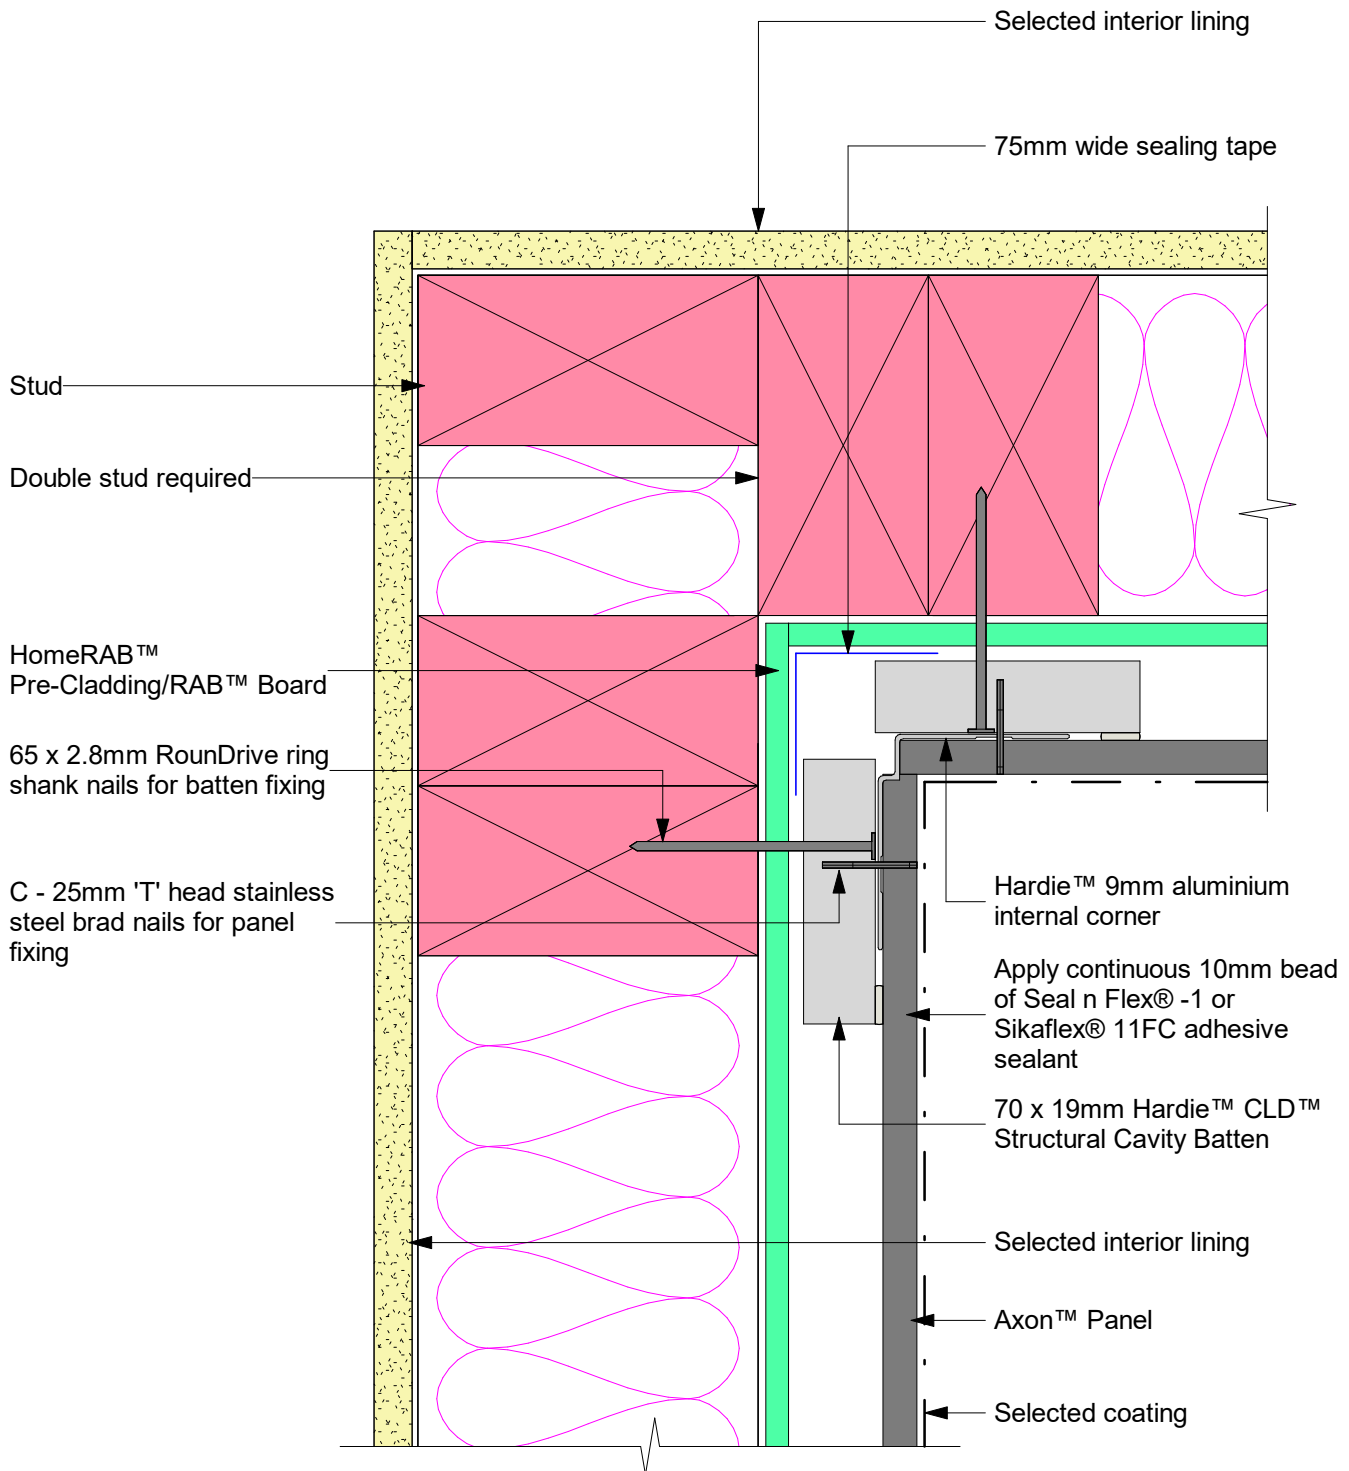 Selected interior lining
75mm wide sealing tape
Stud
Double stud required
HomeRAB™
Pre-Cladding/RAB™ Board
65 x 2.8mm RounDrive ring
shank nails for batten fixing
C - 25mm 'T' head stainless
steel brad nails for panel
fixing
Hardie™ 9mm aluminium
internal corner
Apply continuous 10mm bead
of Seal n Flex® -1 or
Sikaflex® 11FC adhesive
sealant
70 x 19mm Hardie™ CLD™
Structural Cavity Batten
Selected interior lining
Axon™ Panel
Selected coating